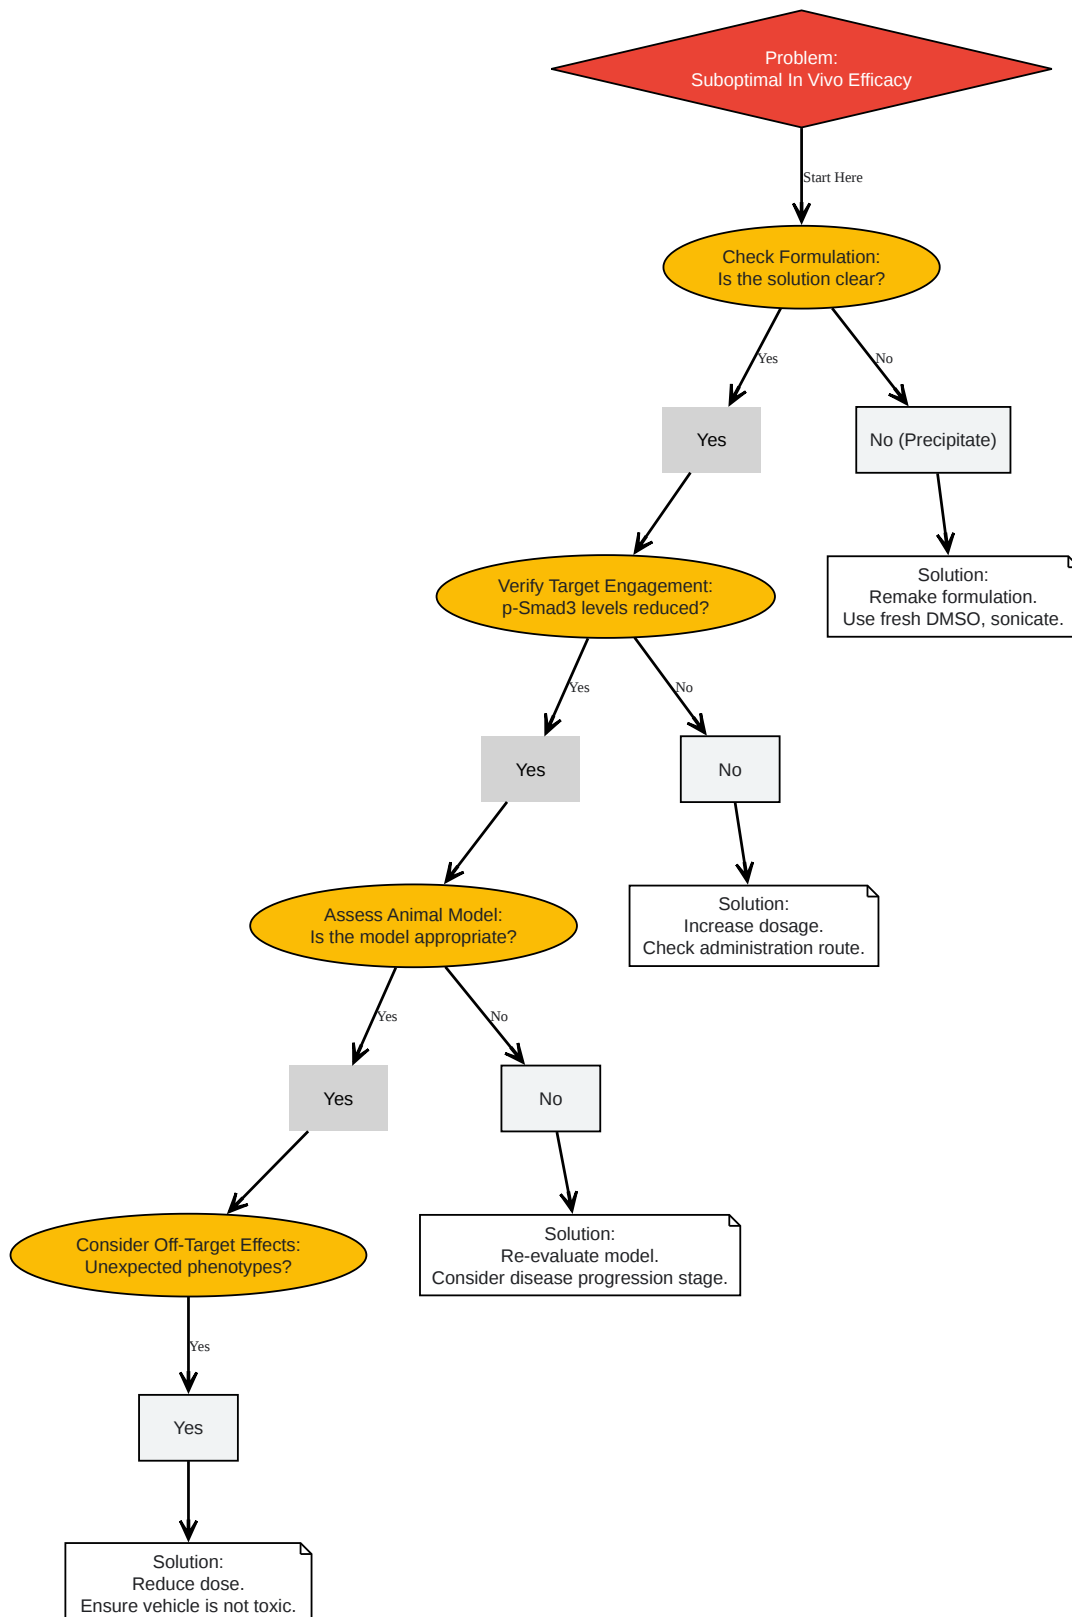 Problem:
Suboptimal In Vivo Efficacy
Start Here
Check Formulation:
Is the solution clear?
Yes
No
Yes
No (Precipitate)
Verify Target Engagement:
p-Smad3 levels reduced?
Solution:
Remake formulation.
Use fresh DMSO, sonicate.
Yes
No
Yes
No
Assess Animal Model:
Is the model appropriate?
Solution:
Increase dosage.
Check administration route.
Yes
No
Yes
No
Consider Off-Target Effects:
Unexpected phenotypes?
Solution:
Re-evaluate model.
Consider disease progression stage.
Yes
Yes
Solution:
Reduce dose.
Ensure vehicle is not toxic.